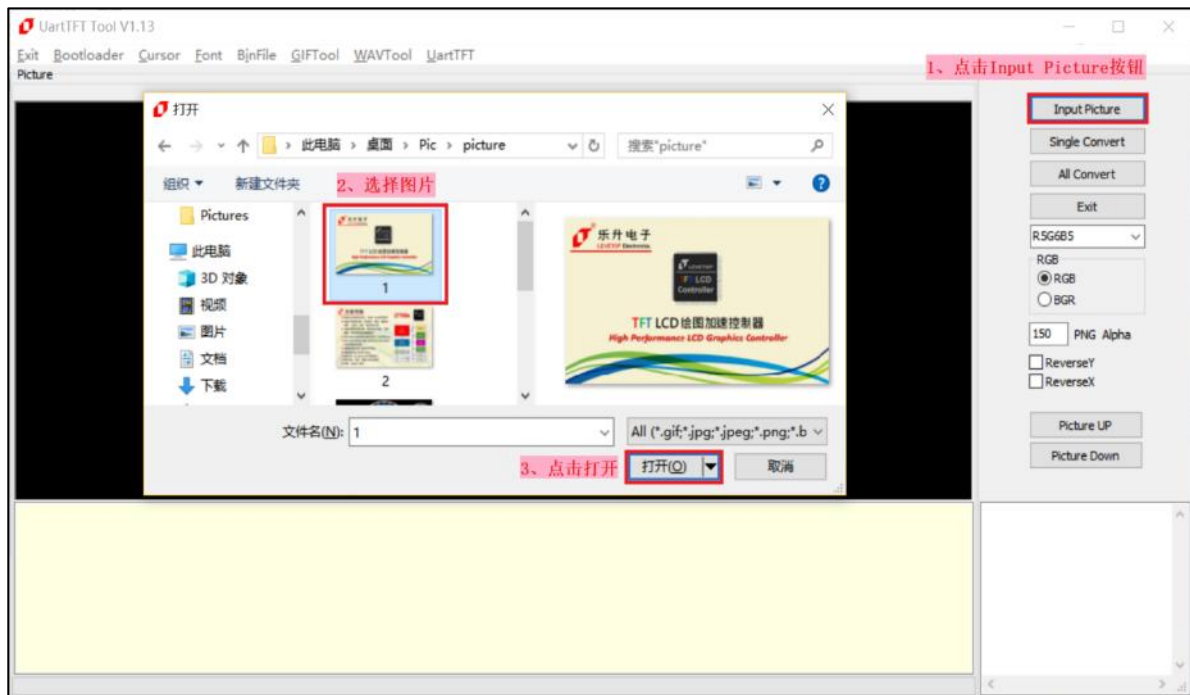 UartTFT Tool V1.13
Exit Bootloader Cursor Font BinFile GIFTool WAVTool UartTFT
Picture
1、点击Input Picture按钮
打开
此电脑 › 桌面 › Pic › picture
搜索"picture"
组织 新建文件夹
2、选择图片
Pictures
此电脑
3D 对象
视频
图片
文档
下载
1
2
乐升电子
LEVETOP Electronics
LEVETOP
TFT LCD
Controller
TFT LCD 绘图加速控制器
High Performance LCD Graphics Controller
文件名(N): 1
All (*.gif;*.jpg;*.jpeg;*.png;*.b
3、点击打开
打开(O)
取消
Input Picture
Single Convert
All Convert
Exit
R5G6B5
RGB
RGB
BGR
150 PNG Alpha
ReverseY
ReverseX
Picture UP
Picture Down